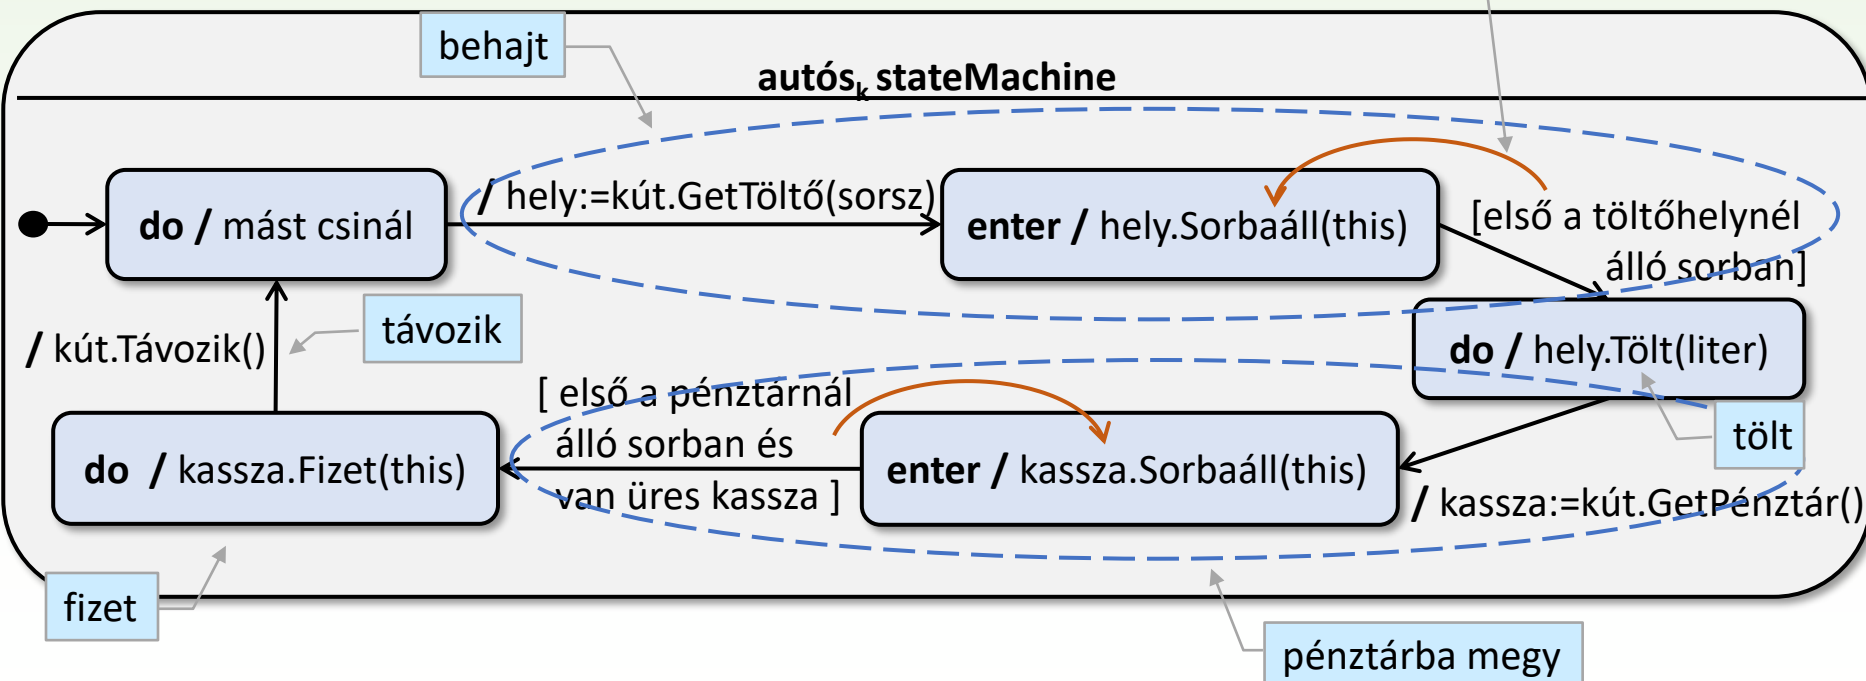 behajt
autósₖ stateMachine
do / mást csinál
/ hely:=kút.GetTöltő(sorsz)
enter / hely.Sorbaáll(this)
[első a töltőhelynél
álló sorban]
do / hely.Tölt(liter)
tölt
/ kassza:=kút.GetPénztár()
enter / kassza.Sorbaáll(this)
[ első a pénztárnál
álló sorban és
van üres kassza ]
do / kassza.Fizet(this)
/ kút.Távozik()
távozik
fizet
pénztárba megy